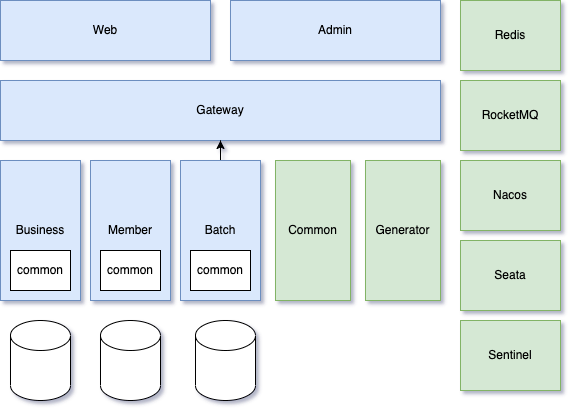 Web
Admin
Redis
Gateway
RocketMQ
Nacos
Business
Member
Batch
Common
Generator
common
common
common
Seata
Sentinel